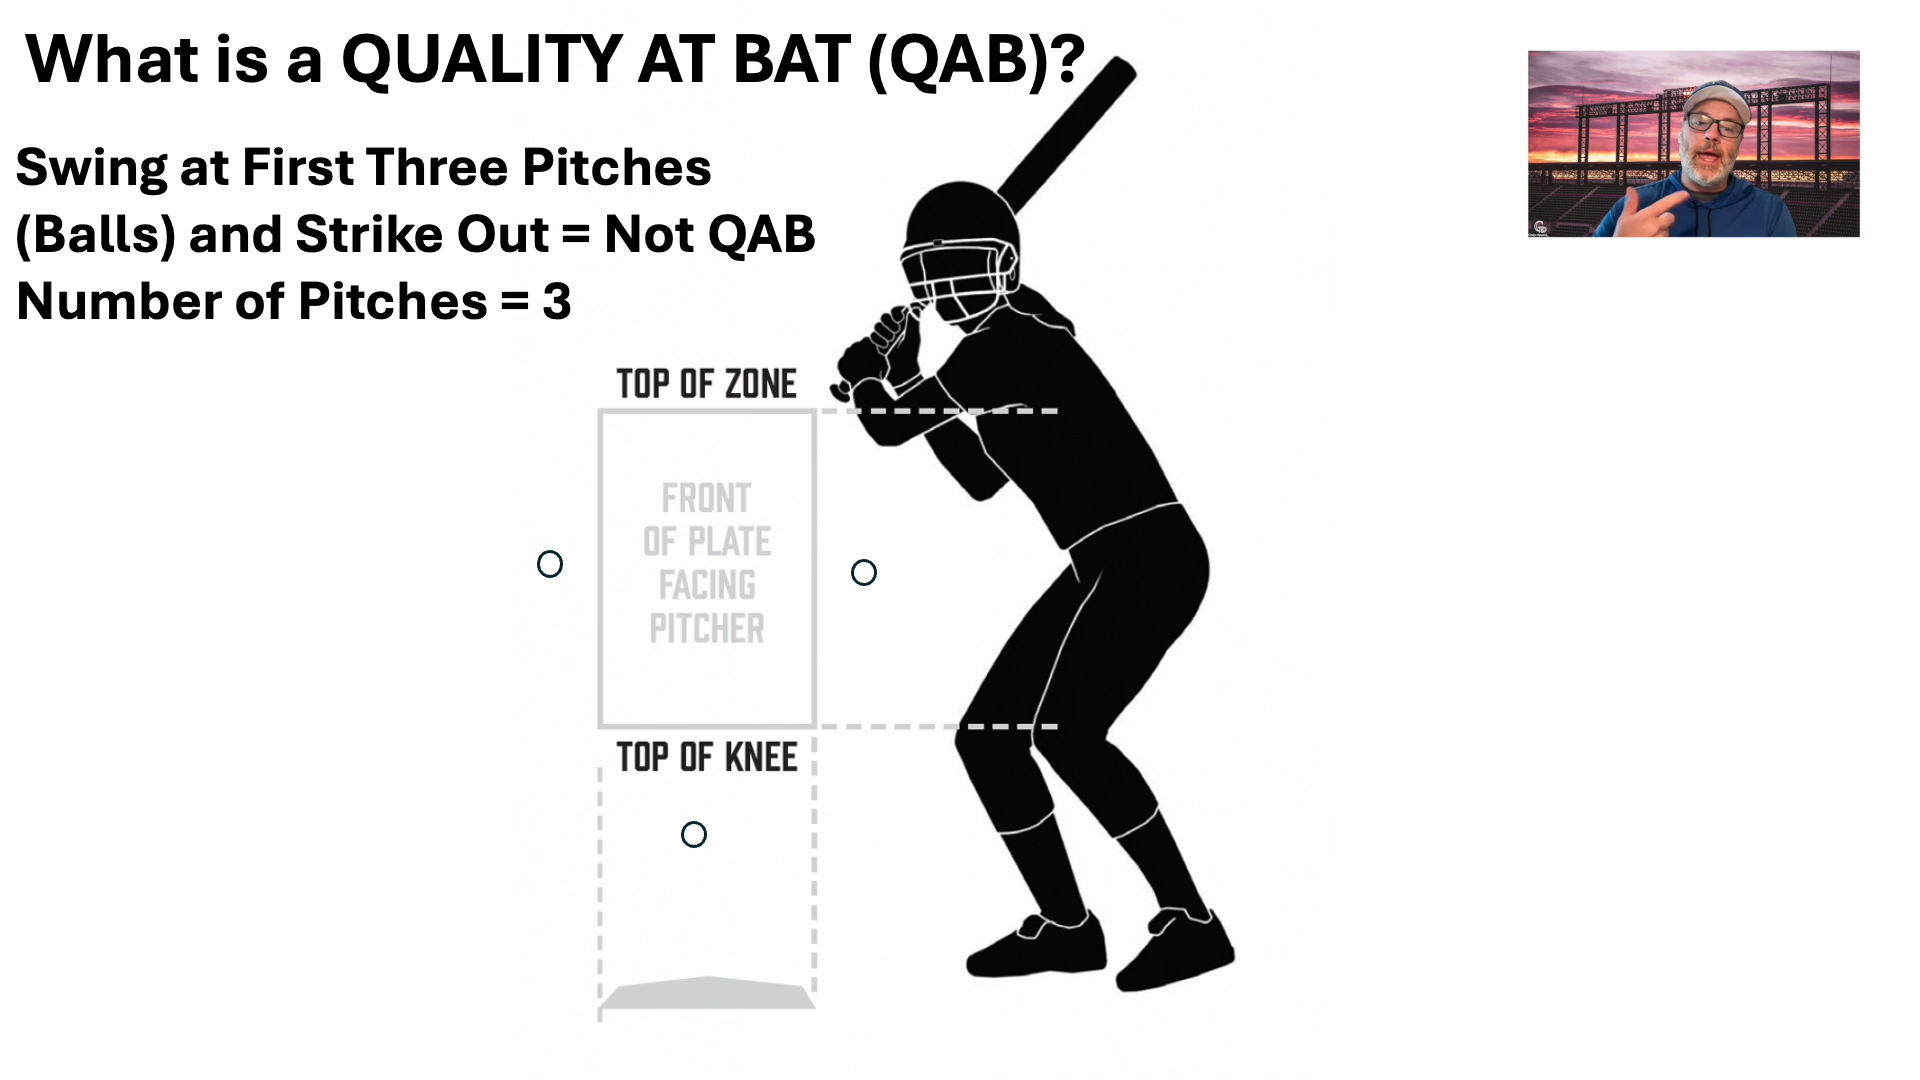 What is a QUALITY AT BAT (QAB)?
Swing at First Three Pitches
(Balls) and Strike Out = Not QAB
Number of Pitches = 3
TOP OF ZONE
FRONT
OF PLATE
FACING
PITCHER
TOP OF KNEE